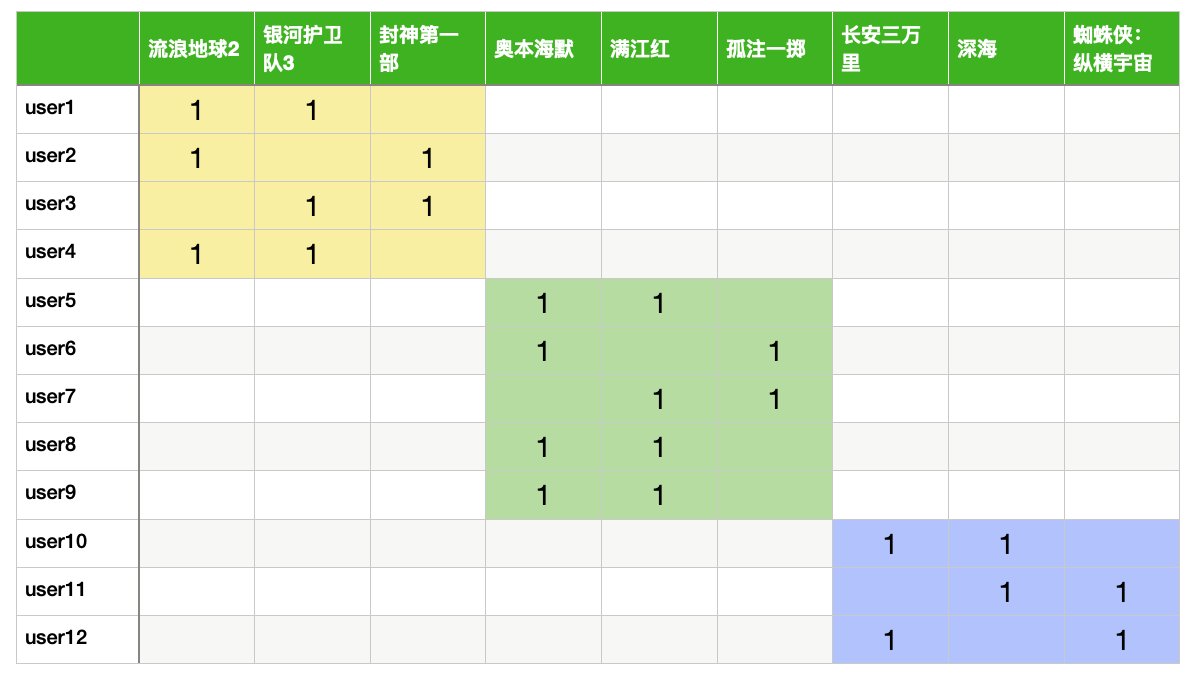 流浪地球2 银河护卫队3 封神第一部 奥本海默 满江红 孤注一掷 长安三万里 深海 蜘蛛侠：纵横宇宙
user1 1 1
user2 1 1
user3 1 1
user4 1 1
user5 1 1
user6 1 1
user7 1 1
user8 1 1
user9 1 1
user10 1 1
user11 1 1
user12 1 1